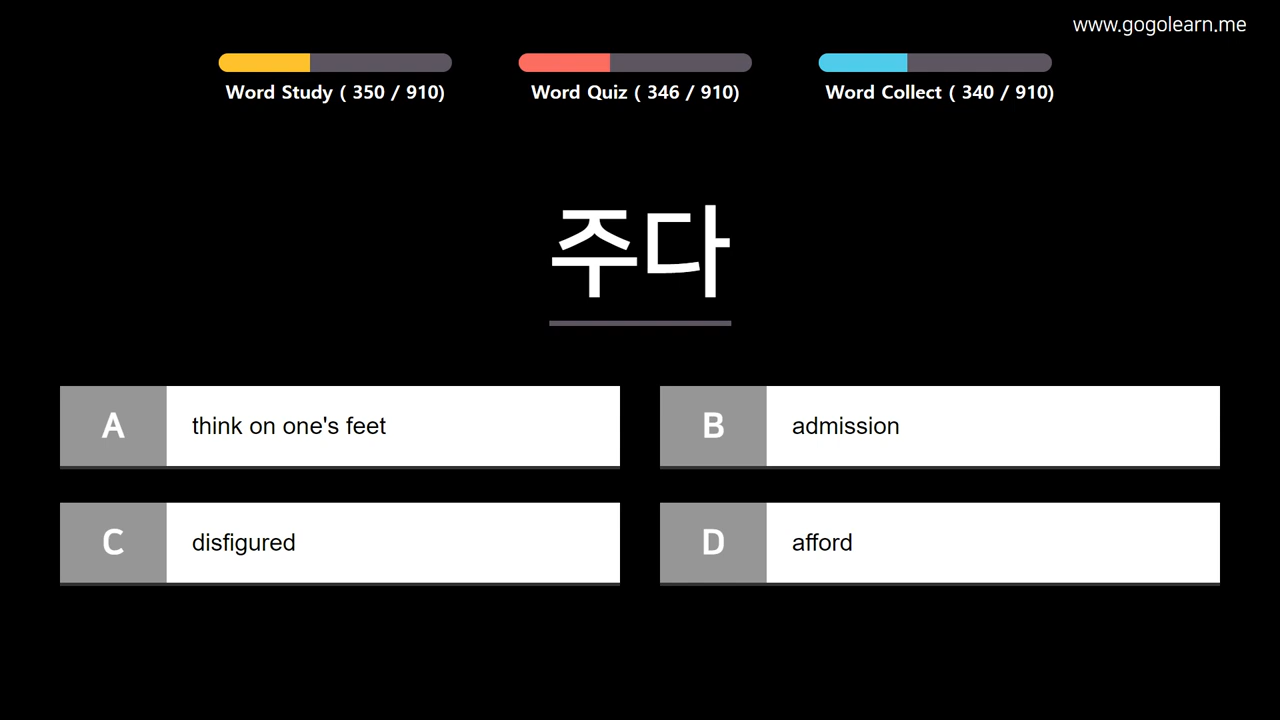 www.gogolearn.me
Word Study ( 350 / 910)
Word Quiz ( 346 / 910)
Word Collect ( 340 / 910)
주다
A think on one's feet
B admission
C disfigured
D afford